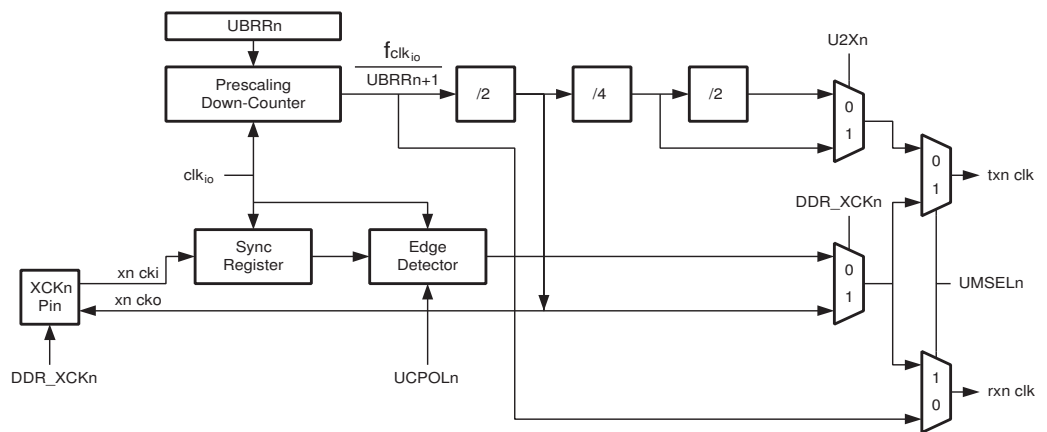 UBRRn
U2Xn
fclkio
UBRRn+1
Prescaling
Down-Counter
/2
/4
/2
0
1
clkio
0
1
txn clk
DDR_XCKn
Sync
Register
Edge
Detector
0
1
xn cki
XCKn
Pin
xn cko
UMSELn
DDR_XCKn
UCPOLn
1
0
rxn clk